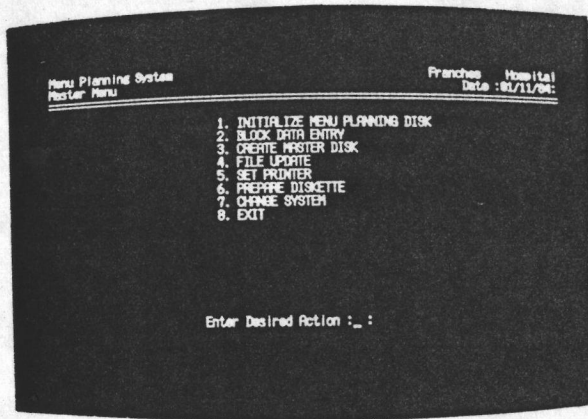 Menu Planning System
Franches Hospital
Master Menu
Date :01/11/84:
1. INITIALIZE MENU PLANNING DISK
2. BLOCK DATA ENTRY
3. CREATE MASTER DISK
4. FILE UPDATE
5. SET PRINTER
6. PREPARE DISKETTE
7. CHANGE SYSTEM
8. EXIT
Enter Desired Action :_ :